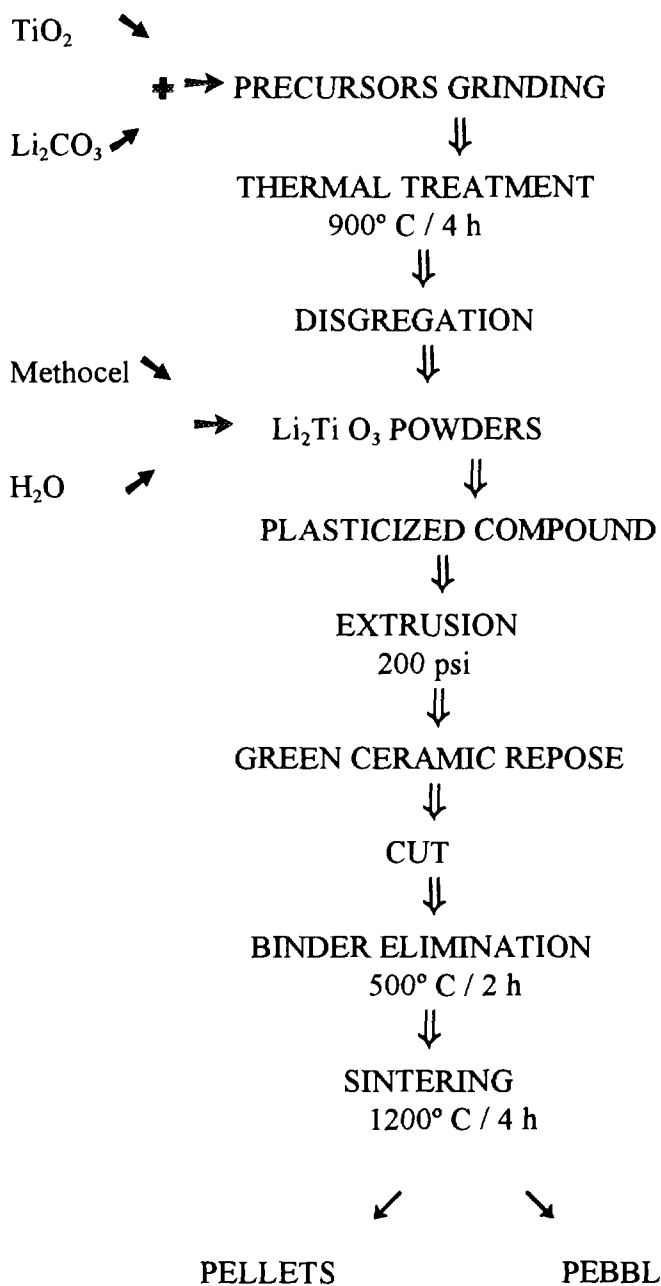 TiO₂
+ PRECURSORS GRINDING
Li₂CO₃
THERMAL TREATMENT
900° C / 4 h
DISGREGATION
Methocel
Li₂Ti O₃ POWDERS
H₂O
PLASTICIZED COMPOUND
EXTRUSION
200 psi
GREEN CERAMIC REPOSE
CUT
BINDER ELIMINATION
500° C / 2 h
SINTERING
1200° C / 4 h
PELLETS PEBBL